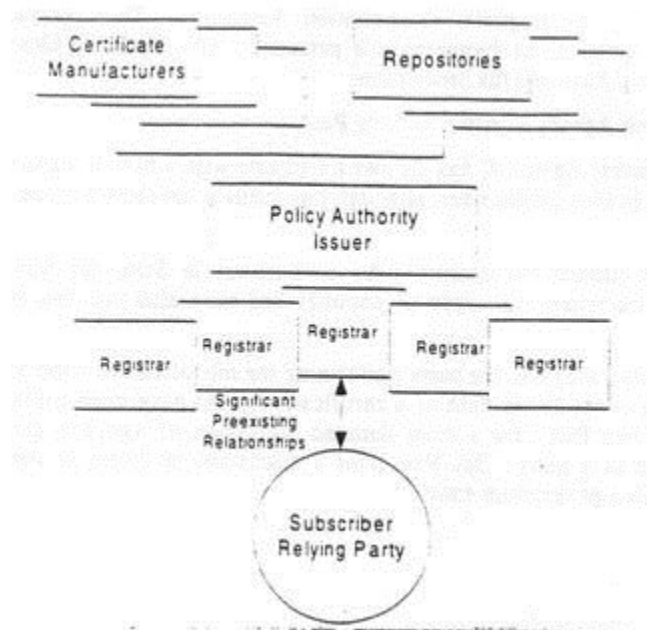 Certificate
Manufacturers
Repositories
Policy Authority
Issuer
Registrar
Registrar
Registrar
Registrar
Registrar
Significant
Preexisting
Relationships
Subscriber
Relying Party